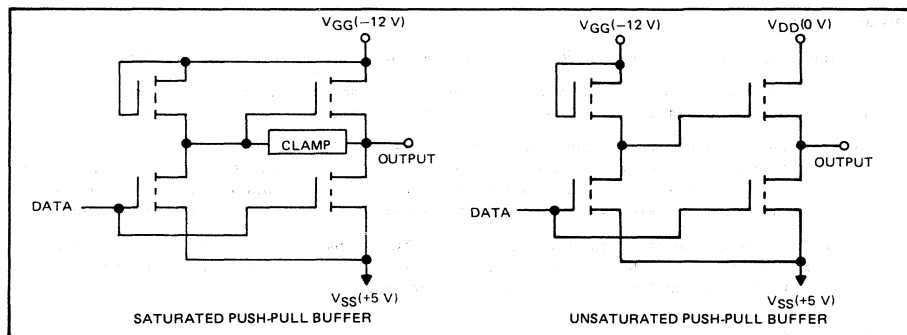 VGG(−12 V)
CLAMP
OUTPUT
DATA
VSS(+5 V)
SATURATED PUSH-PULL BUFFER
VGG(−12 V)
VDD(0 V)
OUTPUT
DATA
VSS(+5 V)
UNSATURATED PUSH-PULL BUFFER